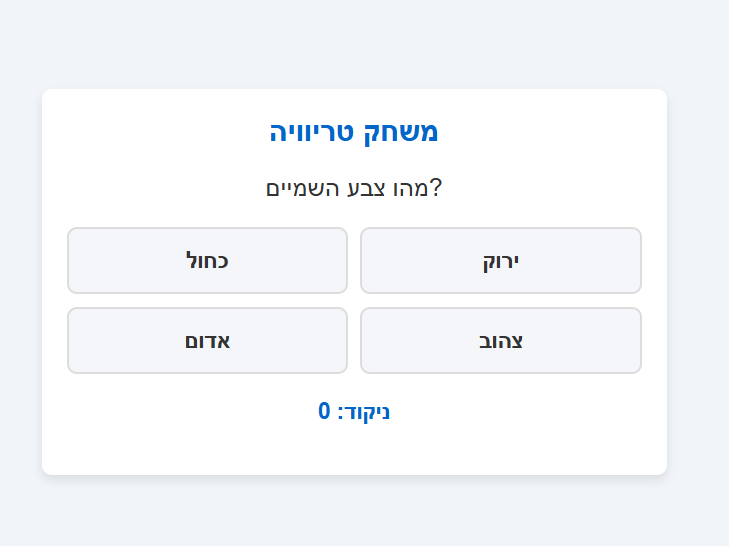 משחק טריוויה
מהו צבע השמיים?
ירוק
כחול
צהוב
אדום
ניקוד: 0